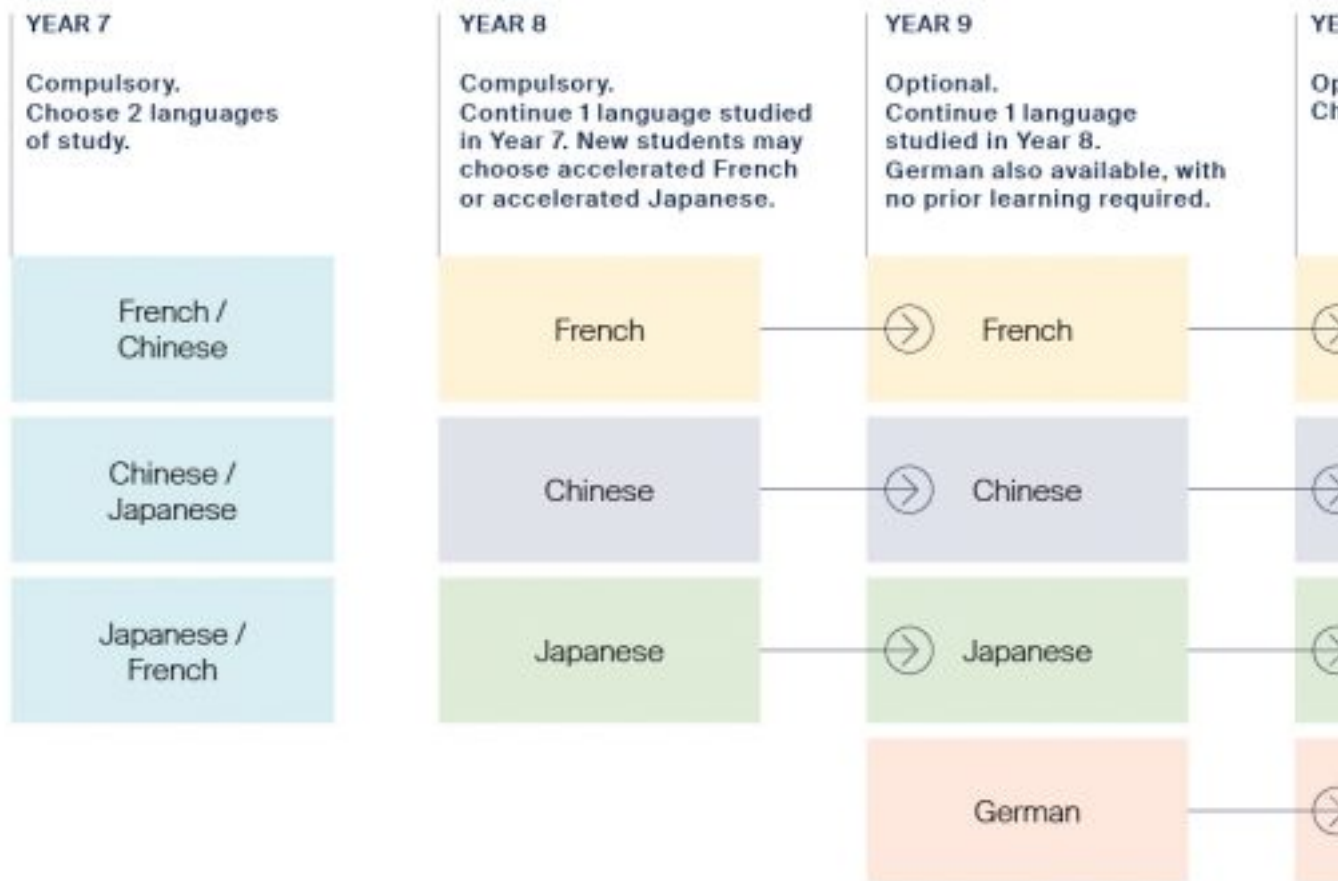 YEAR 7
Compulsory.
Choose 2 languages
of study.
French /
Chinese
Chinese /
Japanese
Japanese /
French
YEAR 8
Compulsory.
Continue 1 language studied
in Year 7. New students may
choose accelerated French
or accelerated Japanese.
French
Chinese
Japanese
YEAR 9
Optional.
Continue 1 language
studied in Year 8.
German also available, with
no prior learning required.
French
Chinese
Japanese
German